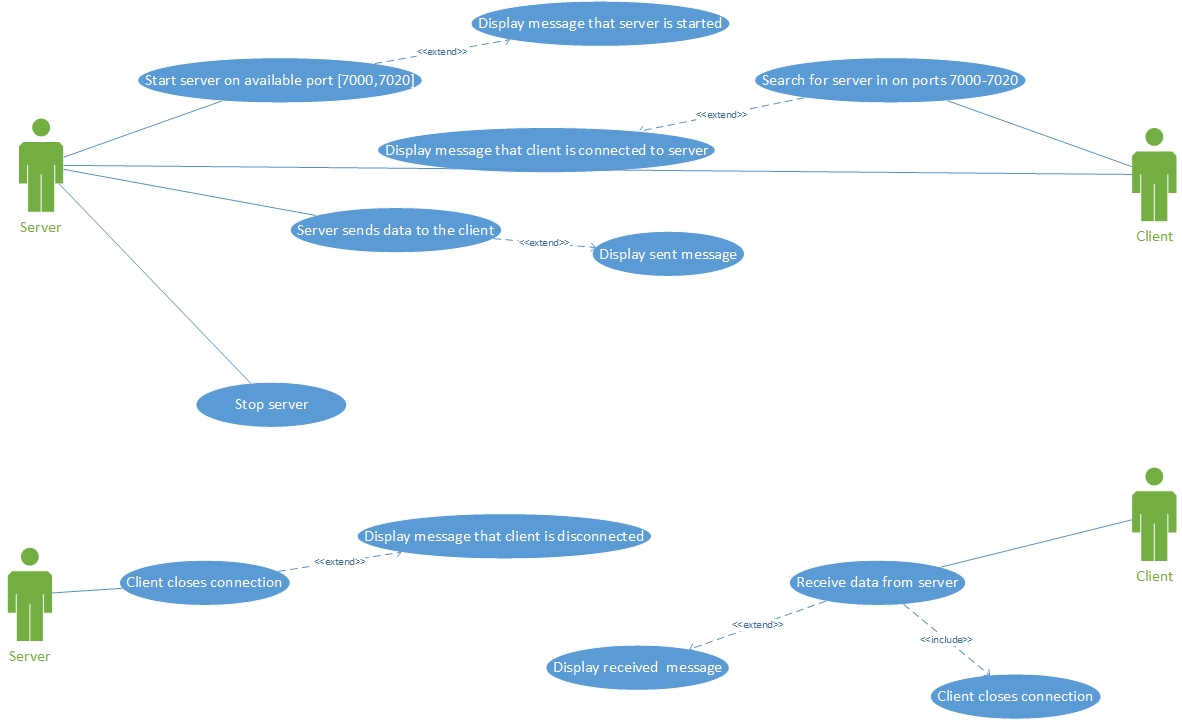 Display message that server is started
<<extend>>
Start server on available port [7000,7020]
Search for server in on ports 7000-7020
<<extend>>
Display message that client is connected to server
Server
Client
Server sends data to the client
<<extend>>
Display sent message
Stop server
Display message that client is disconnected
<<extend>>
Client closes connection
Server
Client
Receive data from server
<<extend>>
<<include>>
Display received message
Client closes connection